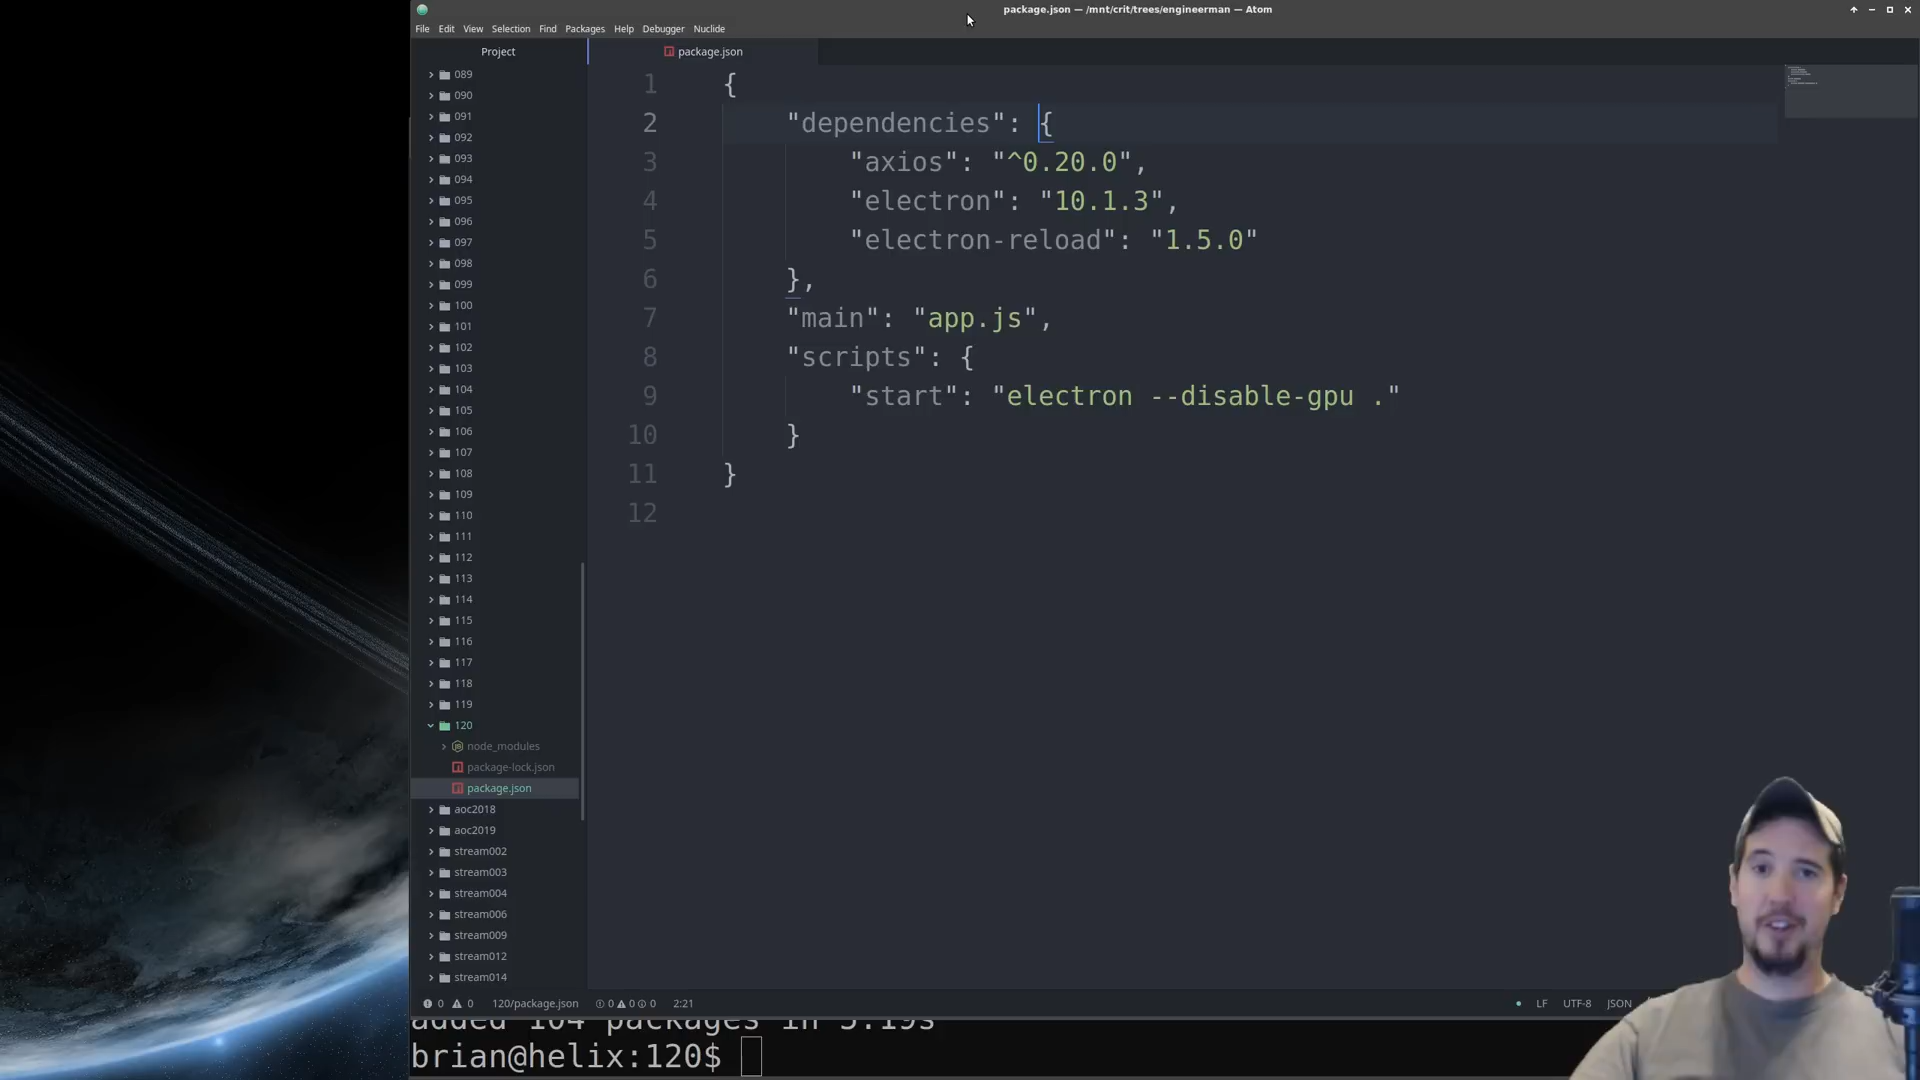 package.json — /mnt/crit/trees/engineerman — Atom
File Edit View Selection Find Packages Help Debugger Nuclide
Project
package.json
089
090
091
092
093
094
095
096
097
098
099
100
101
102
103
104
105
106
107
108
109
110
111
112
113
114
115
116
117
118
119
120
node_modules
package-lock.json
package.json
aoc2018
aoc2019
stream002
stream003
stream004
stream006
stream009
stream012
stream014
1 {
2 "dependencies": {
3 "axios": "^0.20.0",
4 "electron": "10.1.3",
5 "electron-reload": "1.5.0"
6 },
7 "main": "app.js",
8 "scripts": {
9 "start": "electron --disable-gpu ."
10 }
11 }
12
0 0 120/package.json 0 0 0 2:21 LF UTF-8 JSON
added 104 packages in 5.19s
brian@helix:120$